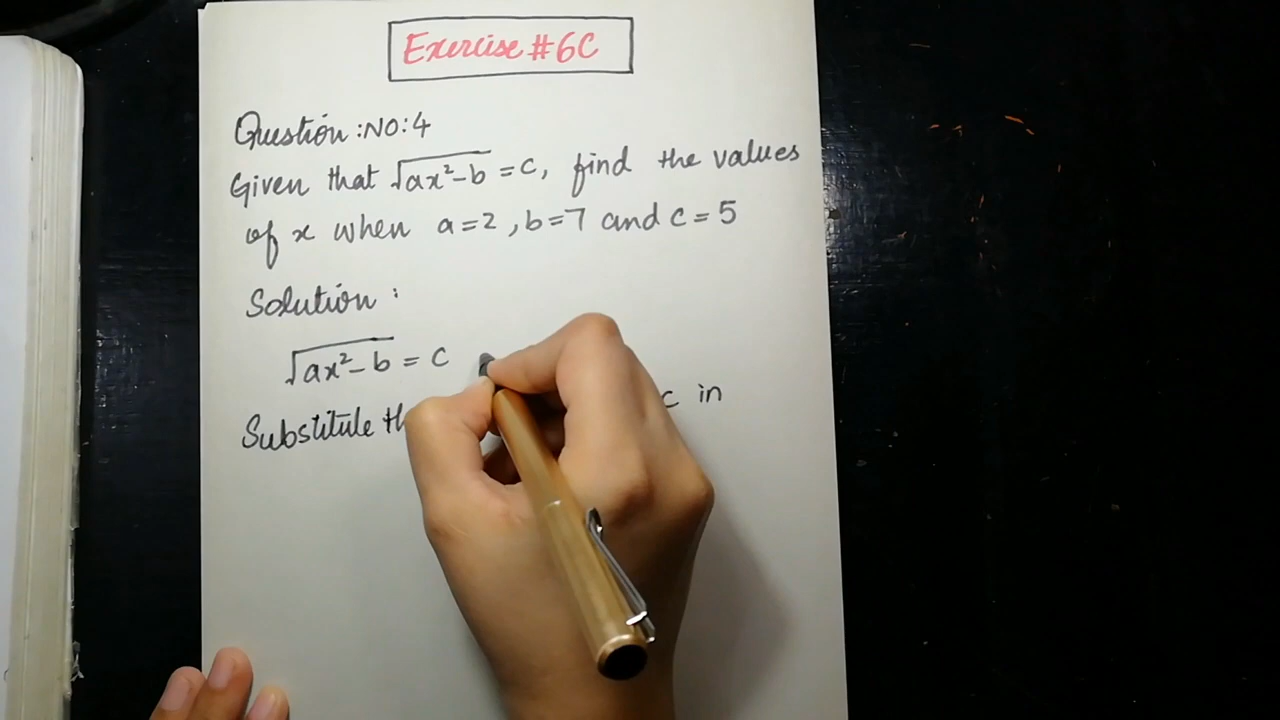 Exercise #6C
Question:NO:4
Given that √ax²-b = c, find the values
of x when a=2, b=7 and c=5
Solution:
√ax²-b = c
Substitute th c in